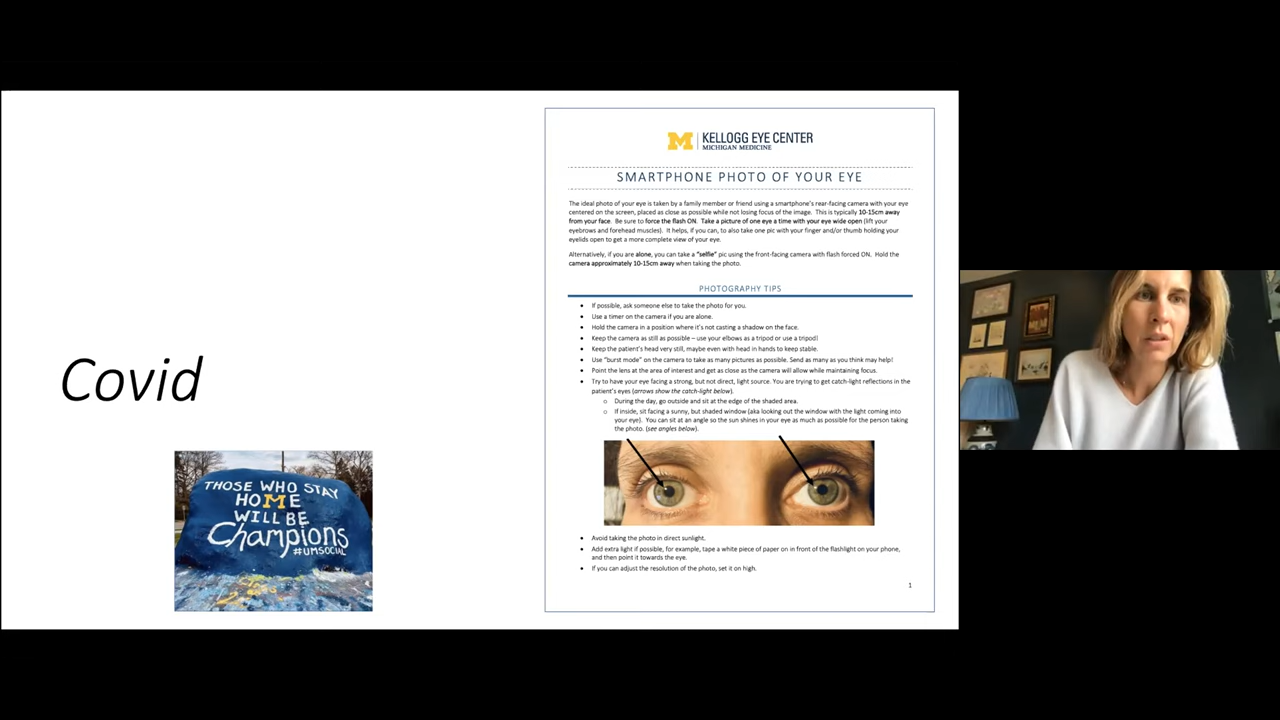 Covid
THOSE WHO STAY
HOME
WILL BE
Champions
#UMSOCIAL
M
KELLOGG EYE CENTER
MICHIGAN MEDICINE
SMARTPHONE PHOTO OF YOUR EYE
The ideal photo of your eye is taken by a family member or friend using a smartphone's rear-facing camera with your eye
centered on the screen, placed as close as possible while not losing focus of the image. This is typically 10-15cm away
from your face. Be sure to force the flash ON. Take a picture of one eye a time with your eye wide open (lift your
eyebrows and forehead muscles). It helps, if you can, to also take one pic with your finger and/or thumb holding your
eyelids open to get a more complete view of your eye.
Alternatively, if you are alone, you can take a "selfie" pic using the front-facing camera with flash forced ON. Hold the
camera approximately 10-15cm away when taking the photo.
PHOTOGRAPHY TIPS
• If possible, ask someone else to take the photo for you.
• Use a timer on the camera if you are alone.
• Hold the camera in a position where it's not casting a shadow on the face.
• Keep the camera as still as possible – use your elbows as a tripod or use a tripod!
• Keep the patient's head very still, maybe even with head in hands to keep stable.
• Use "burst mode" on the camera to take as many pictures as possible. Send as many as you think may help!
• Point the lens at the area of interest and get as close as the camera will allow while maintaining focus.
• Try to have your eye facing a strong, but not direct, light source. You are trying to get catch-light reflections in the
patient's eyes (arrows show the catch-light below).
o During the day, go outside and sit at the edge of the shaded area.
o If inside, sit facing a sunny, but shaded window (aka looking out the window with the light coming into
your eye). You can sit at an angle so the sun shines in your eye as much as possible for the person taking
the photo. (see angles below).
• Avoid taking the photo in direct sunlight.
• Add extra light if possible, for example, tape a white piece of paper on in front of the flashlight on your phone,
and then point it towards the eye.
• If you can adjust the resolution of the photo, set it on high.
1